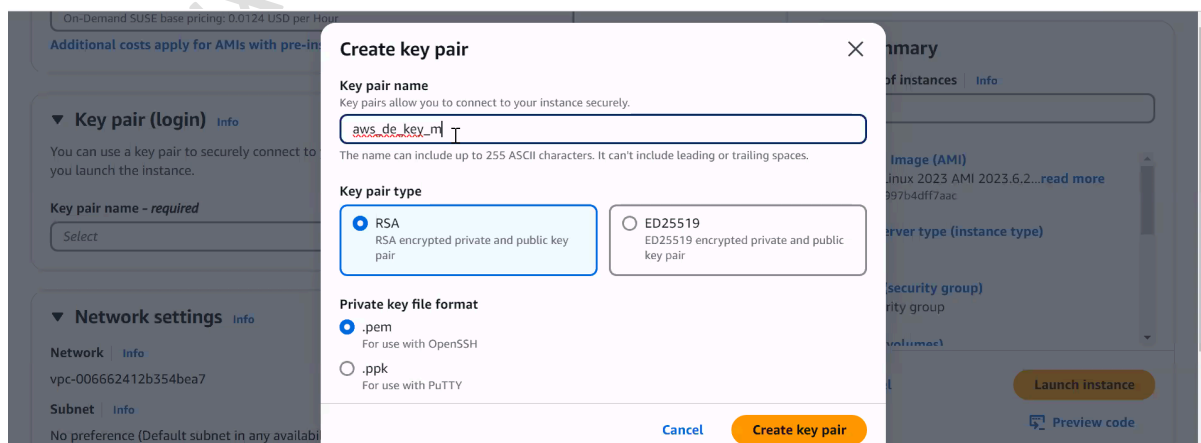 On-Demand SUSE base pricing: 0.0124 USD per Hour
Additional costs apply for AMIs with pre-ins
Key pair (login) Info
You can use a key pair to securely connect to
you launch the instance.
Key pair name - required
Select
Network settings Info
Network Info
vpc-006662412b354bea7
Subnet Info
No preference (Default subnet in any availabi
Create key pair
Key pair name
Key pairs allow you to connect to your instance securely.
aws_de_key_m
The name can include up to 255 ASCII characters. It can't include leading or trailing spaces.
Key pair type
RSA
RSA encrypted private and public key
pair
ED25519
ED25519 encrypted private and public
key pair
Private key file format
.pem
For use with OpenSSH
.ppk
For use with PuTTY
Cancel
Create key pair
mmary
of instances Info
Image (AMI)
inux 2023 AMI 2023.6.2...read more
997b4dff7aac
erver type (instance type)
(security group)
rity group
volumes)
Launch instance
Preview code